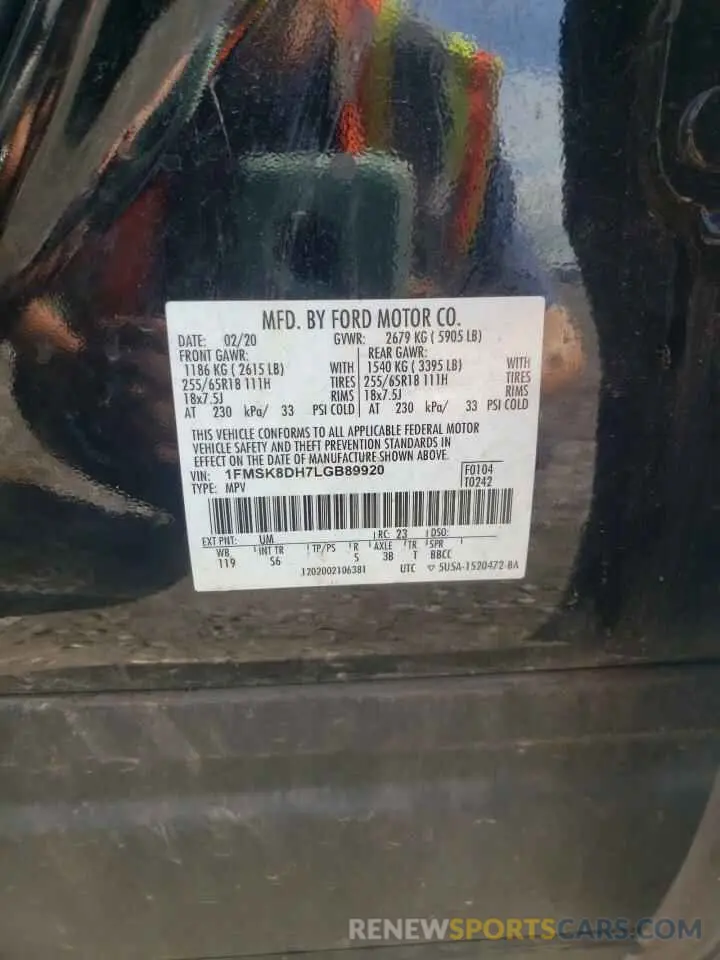 MFD. BY FORD MOTOR CO.
DATE: 02/20 GVWR: 2679 KG ( 5905 LB)
FRONT GAWR: REAR GAWR:
1186 KG ( 2615 LB) WITH 1540 KG ( 3395 LB) WITH
255/65R18 111H TIRES 255/65R18 111H TIRES
18x7.5J RIMS 18x7.5J RIMS
AT 230 kPa/ 33 PSI COLD AT 230 kPa/ 33 PSI COLD
THIS VEHICLE CONFORMS TO ALL APPLICABLE FEDERAL MOTOR
VEHICLE SAFETY AND THEFT PREVENTION STANDARDS IN
EFFECT ON THE DATE OF MANUFACTURE SHOWN ABOVE.
VIN: 1FMSK8DH7LGB89920 F0104
TYPE: MPV T0242
EXT PNT: UM RC: 23 DSO:
WB INT TR TP/PS R AXLE TR SPR
119 S6 5 38 T BBCC
1202002106381 UTC ▽ 5USA-1520472-BA
RENEWSPORTSCARS.COM